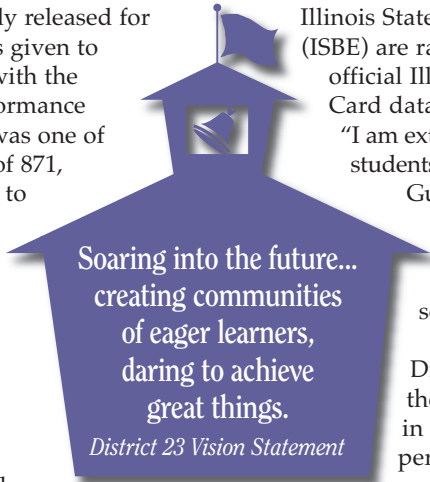 ly released for
s given to
with the
ormance
was one of
of 871,
to
Soaring into the future...
creating communities
of eager learners,
daring to achieve
great things.
District 23 Vision Statement
Illinois State
(ISBE) are ra
official Ill
Card data
“I am ext
students
Gu
se
D
the
in
per